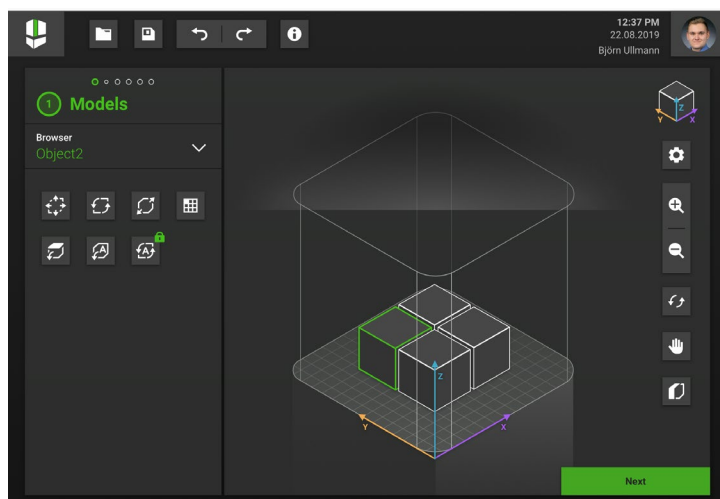 12:37 PM
22.08.2019
Björn Ullmann
1 Models
Browser
Object2
A
A
Z
Y
X
Z
Y
X
Next